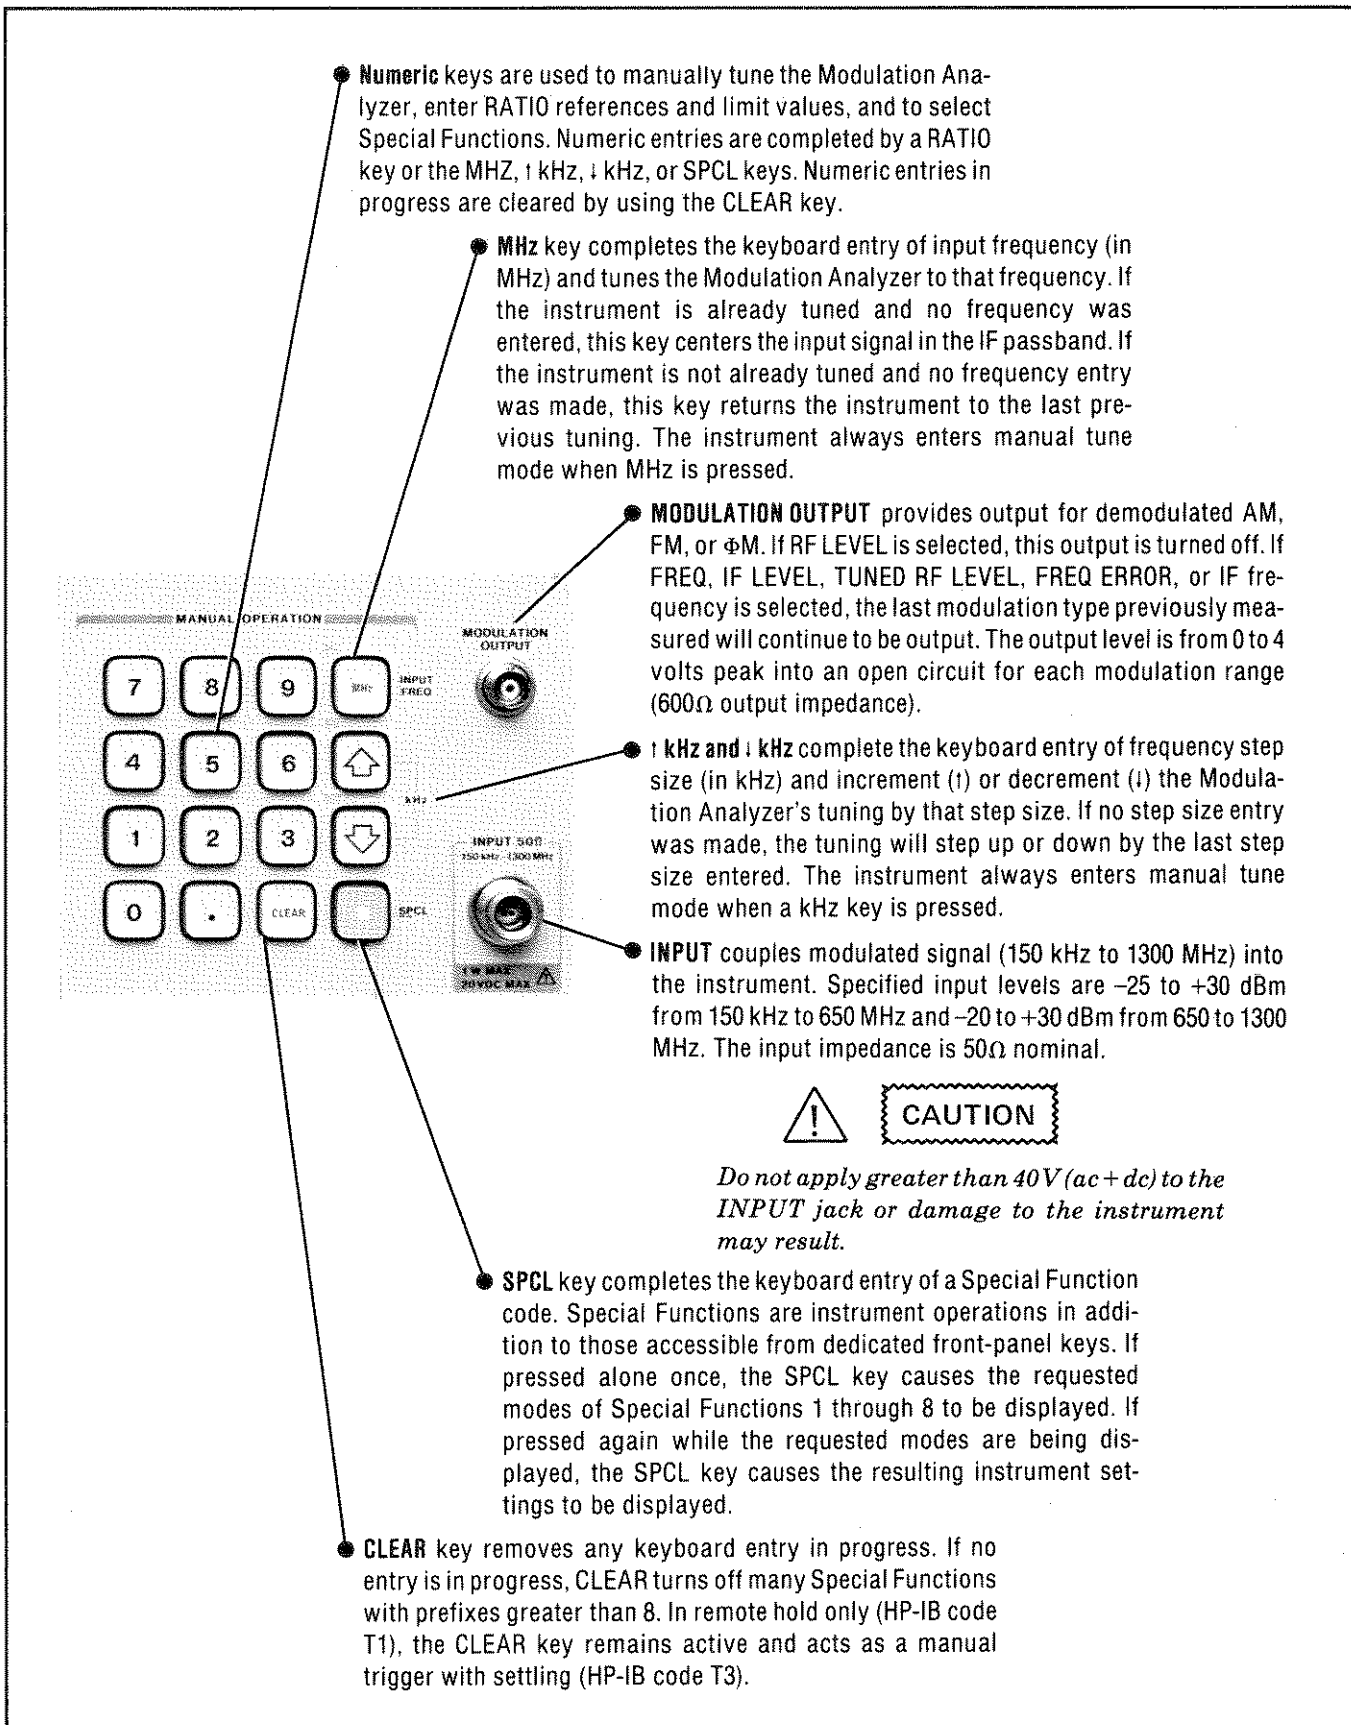 Numeric keys are used to manually tune the Modulation Ana-
lyzer, enter RATIO references and limit values, and to select
Special Functions. Numeric entries are completed by a RATIO
key or the MHZ, ↑ kHz, ↓ kHz, or SPCL keys. Numeric entries in
progress are cleared by using the CLEAR key.
MHz key completes the keyboard entry of input frequency (in
MHz) and tunes the Modulation Analyzer to that frequency. If
the instrument is already tuned and no frequency was
entered, this key centers the input signal in the IF passband. If
the instrument is not already tuned and no frequency entry
was made, this key returns the instrument to the last pre-
vious tuning. The instrument always enters manual tune
mode when MHz is pressed.
MODULATION OUTPUT provides output for demodulated AM,
FM, or ΦM. If RF LEVEL is selected, this output is turned off. If
FREQ, IF LEVEL, TUNED RF LEVEL, FREQ ERROR, or IF fre-
quency is selected, the last modulation type previously mea-
sured will continue to be output. The output level is from 0 to 4
volts peak into an open circuit for each modulation range
(600Ω output impedance).
↑ kHz and ↓ kHz complete the keyboard entry of frequency step
size (in kHz) and increment (↑) or decrement (↓) the Modula-
tion Analyzer's tuning by that step size. If no step size entry
was made, the tuning will step up or down by the last step
size entered. The instrument always enters manual tune
mode when a kHz key is pressed.
INPUT couples modulated signal (150 kHz to 1300 MHz) into
the instrument. Specified input levels are –25 to +30 dBm
from 150 kHz to 650 MHz and –20 to +30 dBm from 650 to 1300
MHz. The input impedance is 50Ω nominal.
CAUTION
Do not apply greater than 40 V (ac + dc) to the
INPUT jack or damage to the instrument
may result.
SPCL key completes the keyboard entry of a Special Function
code. Special Functions are instrument operations in addi-
tion to those accessible from dedicated front-panel keys. If
pressed alone once, the SPCL key causes the requested
modes of Special Functions 1 through 8 to be displayed. If
pressed again while the requested modes are being dis-
played, the SPCL key causes the resulting instrument set-
tings to be displayed.
CLEAR key removes any keyboard entry in progress. If no
entry is in progress, CLEAR turns off many Special Functions
with prefixes greater than 8. In remote hold only (HP-IB code
T1), the CLEAR key remains active and acts as a manual
trigger with settling (HP-IB code T3).
MANUAL OPERATION
7 8 9 MHz INPUT FREQ
4 5 6
kHz
1 2 3
0 . CLEAR SPCL
MODULATION
OUTPUT
INPUT 50Ω
150 kHz - 1300 MHz
1 W MAX
20VDC MAX